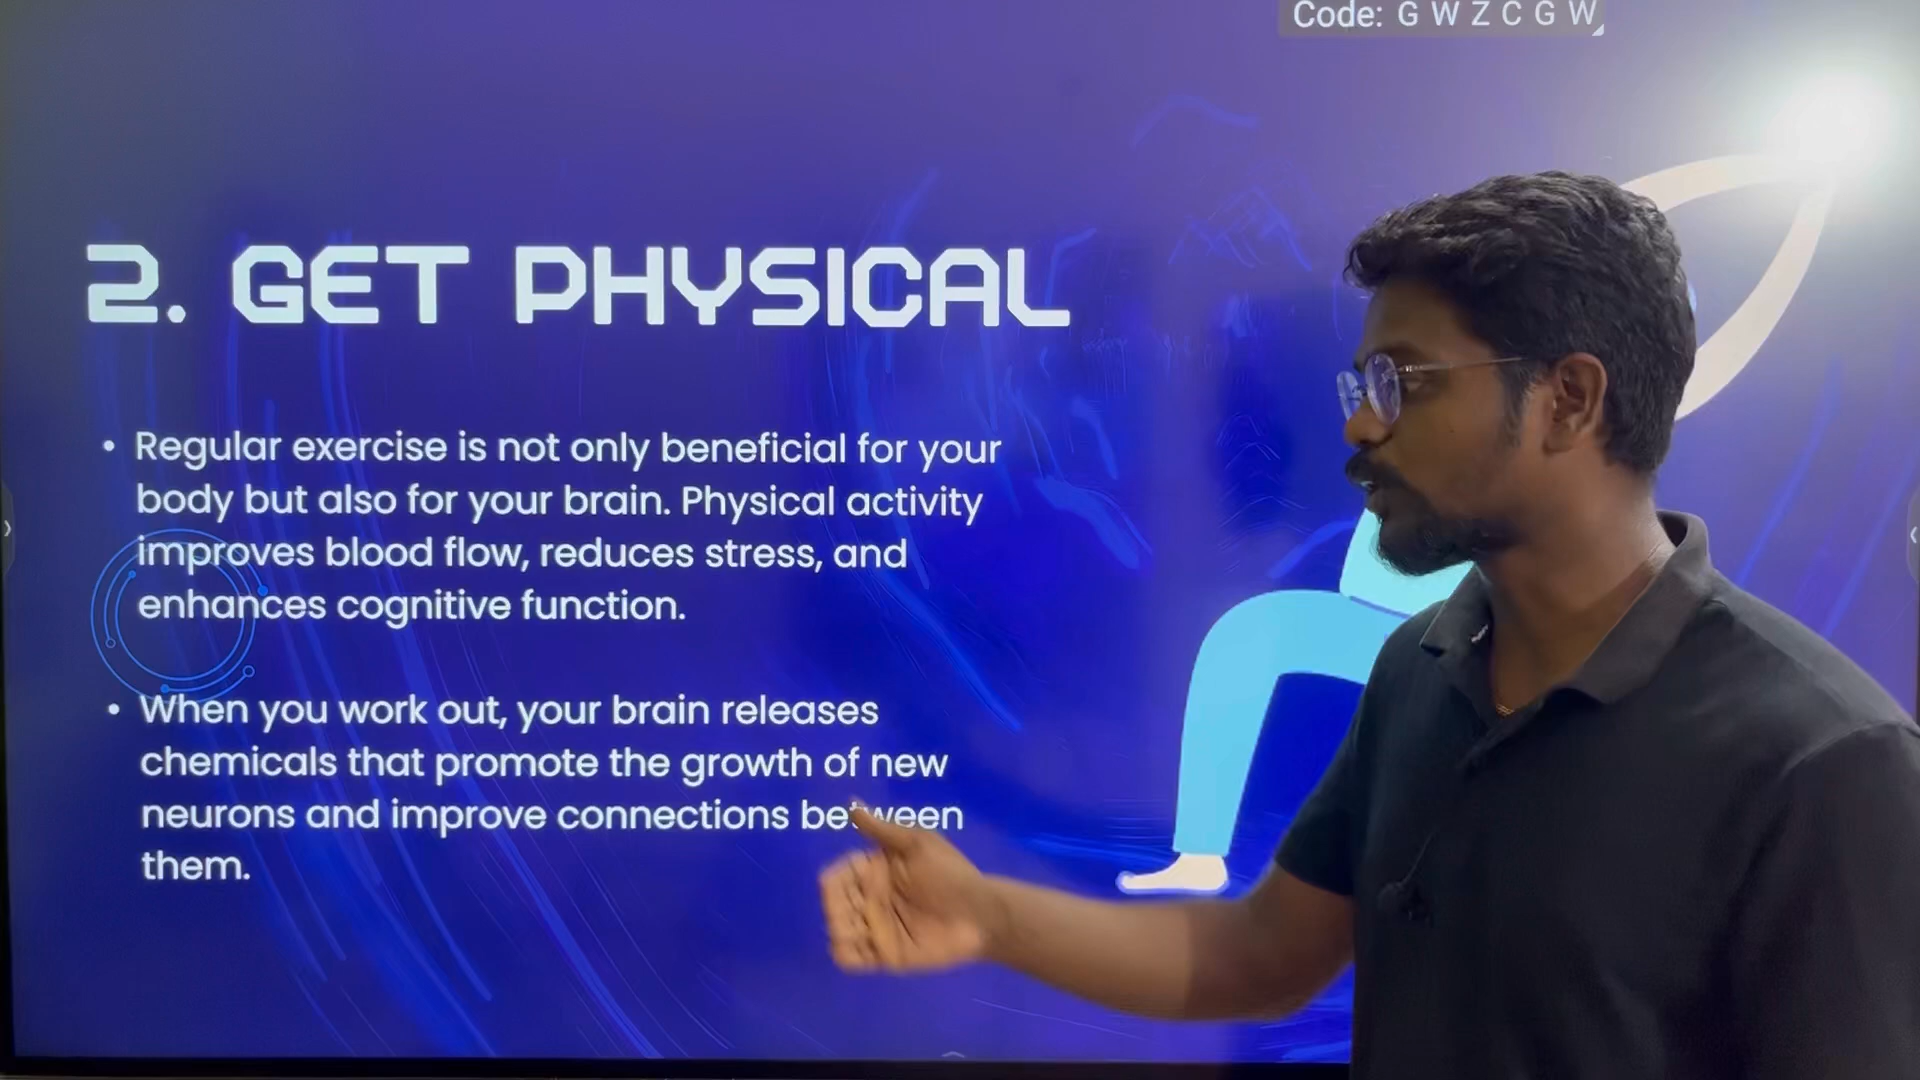 Code: G W Z C G W
2. GET PHYSICAL
• Regular exercise is not only beneficial for your
body but also for your brain. Physical activity
improves blood flow, reduces stress, and
enhances cognitive function.
• When you work out, your brain releases
chemicals that promote the growth of new
neurons and improve connections between
them.